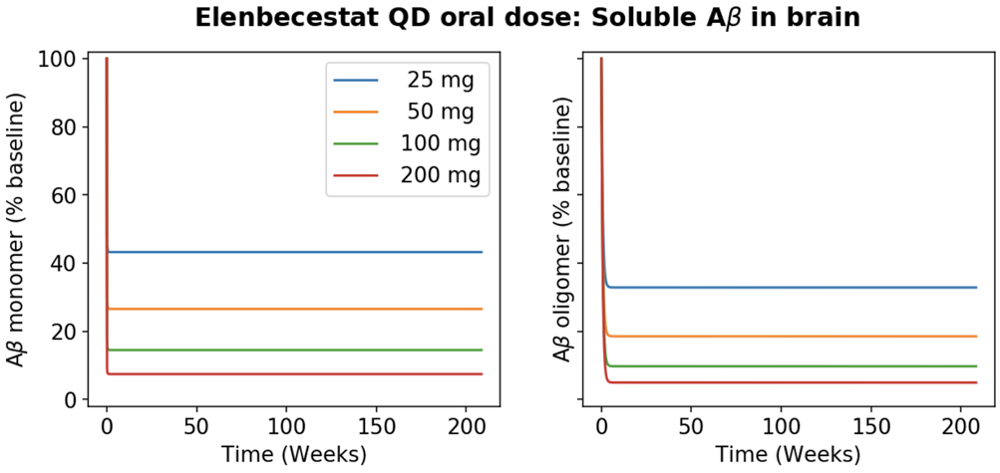 Elenbecestat QD oral dose: Soluble Aβ in brain
Aβ monomer (% baseline)
100
80
60
40
20
0
25 mg
50 mg
100 mg
200 mg
0 50 100 150 200
Time (Weeks)
Aβ oligomer (% baseline)
0 50 100 150 200
Time (Weeks)